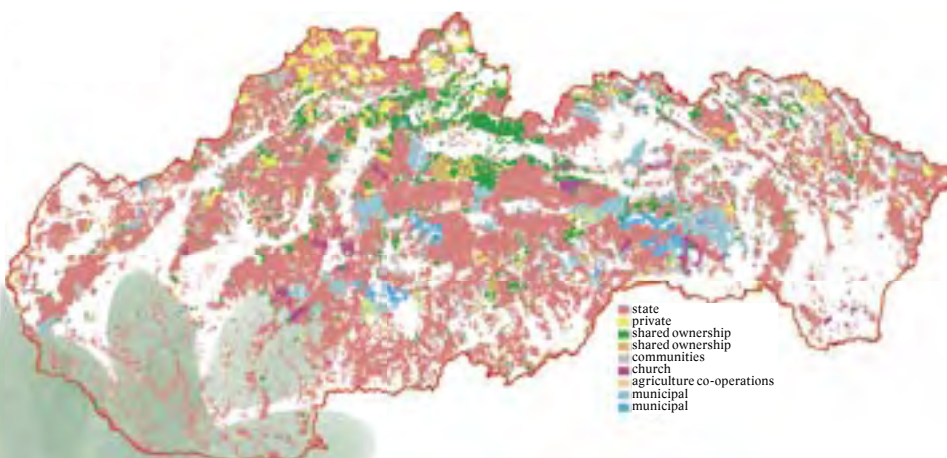 state
private
shared ownership
shared ownership
communities
church
agriculture co-operations
municipal
municipal